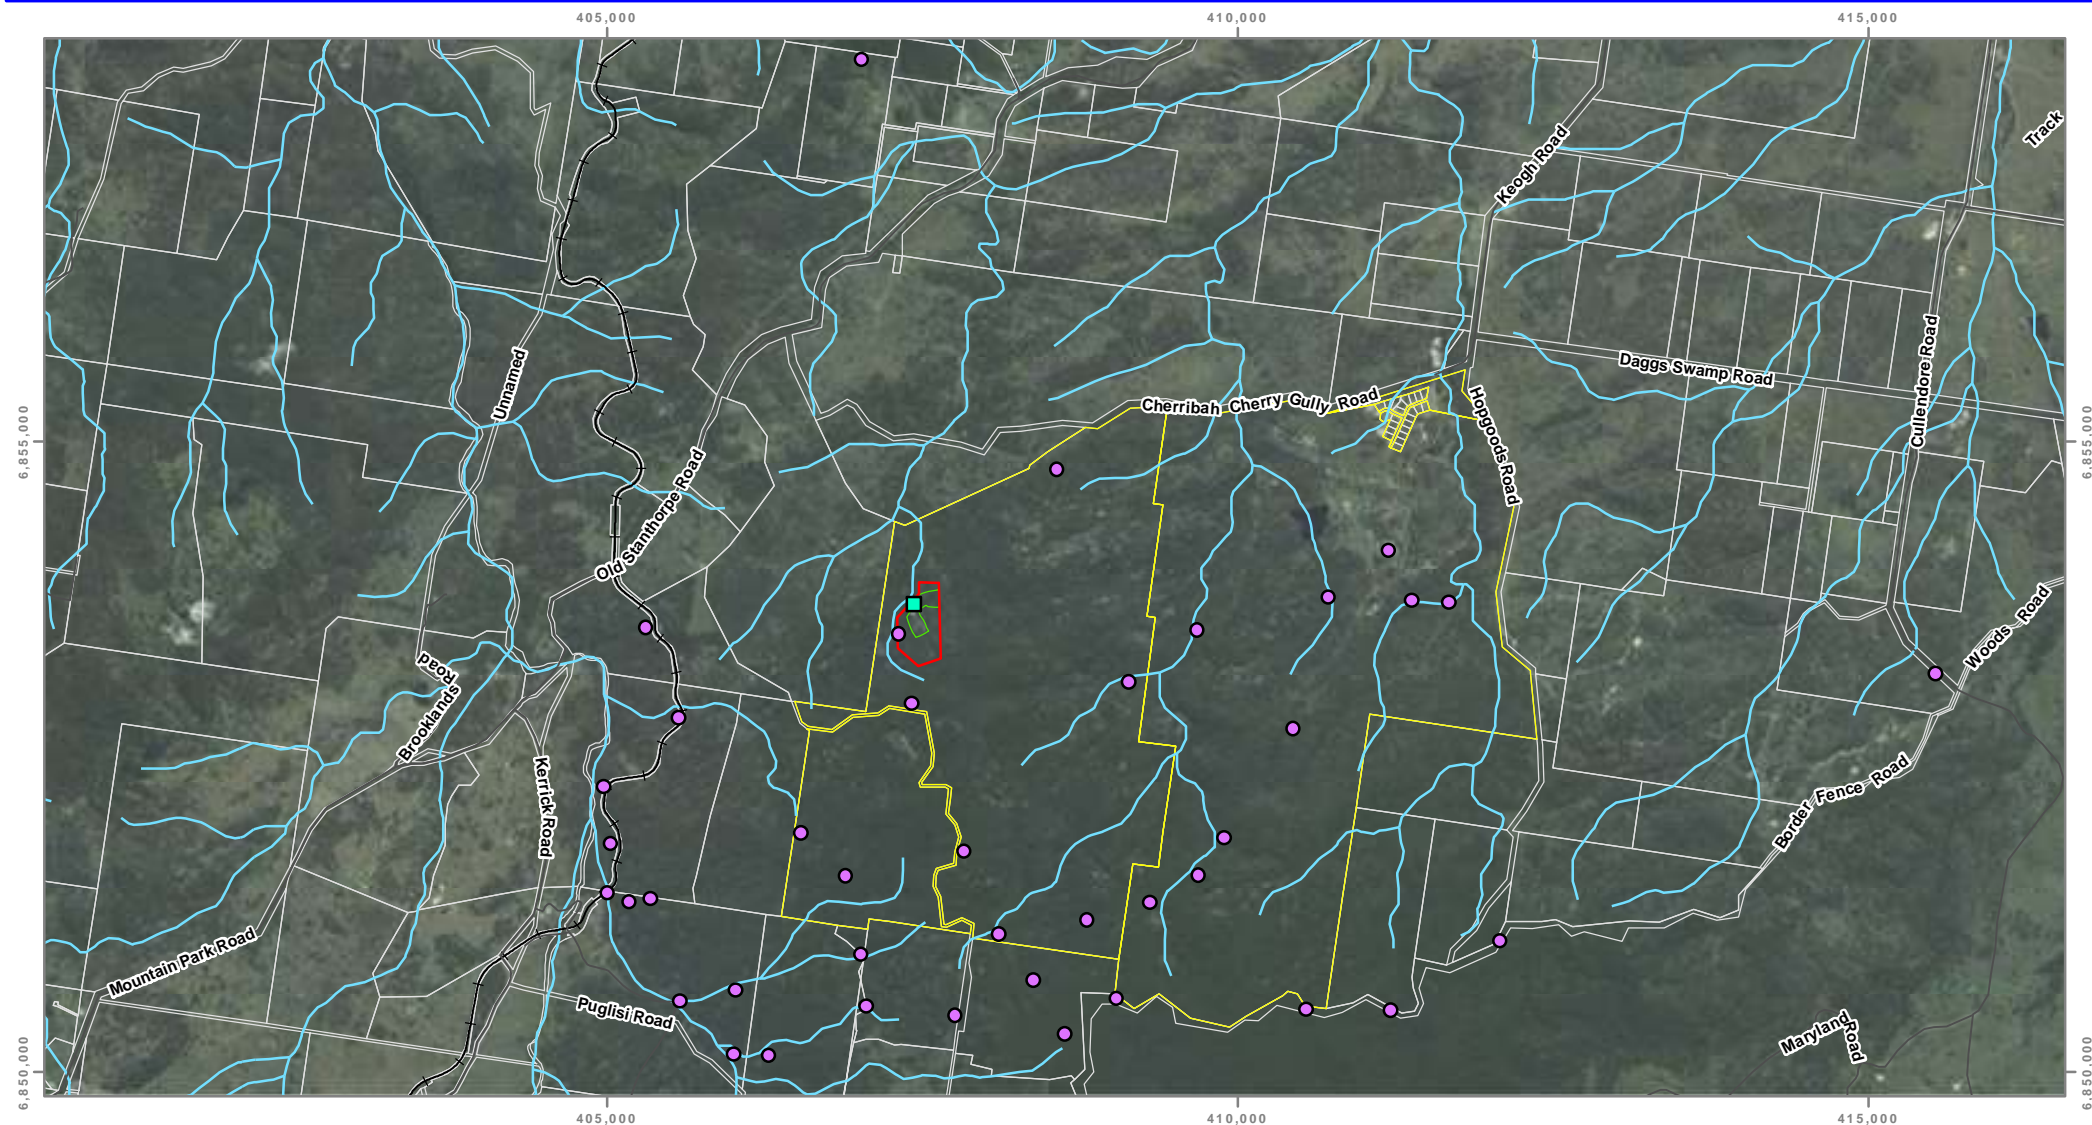 405,000
410,000
415,000
Track
Keogh Road
Unnamed
Daggs Swamp Road
Cullendore Road
Cherribah Cherry Gully Road
Hopgoods Road
6,855,000
6,855,000
Old Stanthorpe Road
Woods Road
Brooklands
Road
Kerrick Road
Border Fence Road
Mountain Park Road
Puglisi Road
Maryland
Road
6,850,000
6,850,000
405,000
410,000
415,000